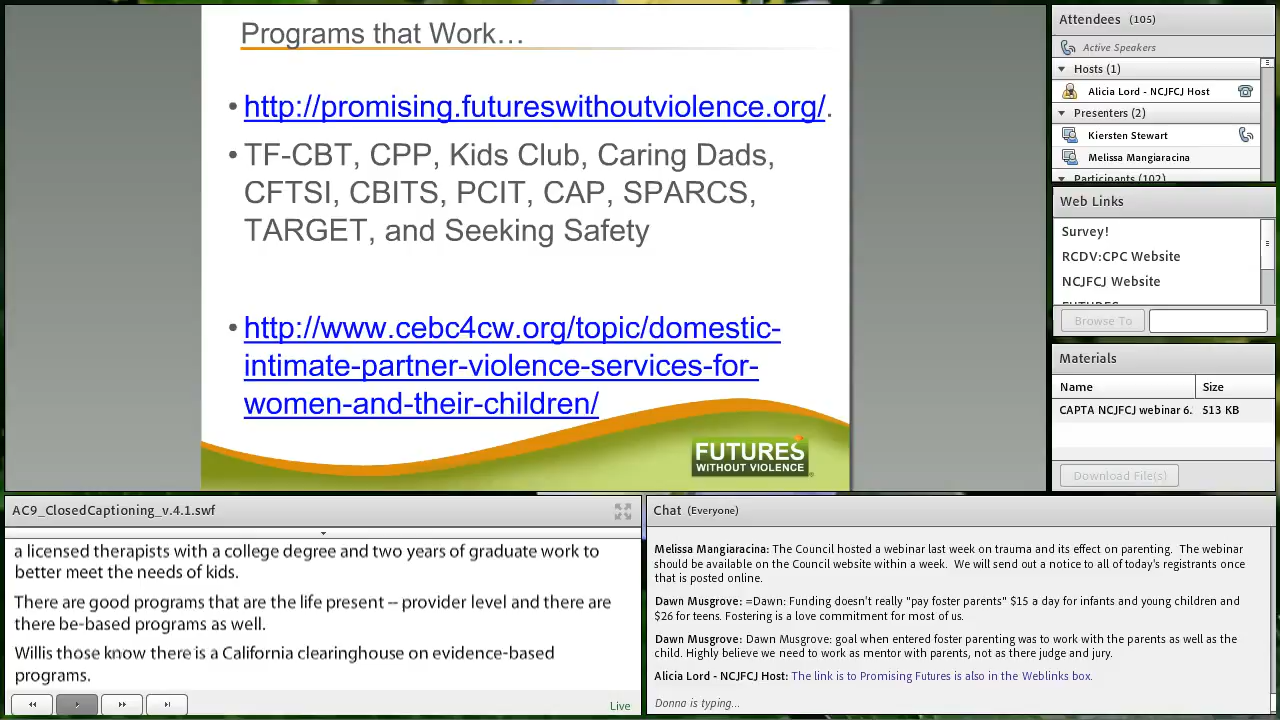 Programs that Work…
• http://promising.futureswithoutviolence.org/.
• TF-CBT, CPP, Kids Club, Caring Dads,
CFTSI, CBITS, PCIT, CAP, SPARCS,
TARGET, and Seeking Safety
• http://www.cebc4cw.org/topic/domestic-
intimate-partner-violence-services-for-
women-and-their-children/
FUTURES
WITHOUT VIOLENCE
Attendees (105)
Active Speakers
Hosts (1)
Alicia Lord - NCJFCJ Host
Presenters (2)
Kiersten Stewart
Melissa Mangiaracina
Participants (102)
Web Links
Survey!
RCDV:CPC Website
NCJFCJ Website
FUTURES
Browse To
Materials
Name Size
CAPTA NCJFCJ webinar 6. 513 KB
Download File(s)
AC9_ClosedCaptioning_v.4.1.swf
a licensed therapists with a college degree and two years of graduate work to
better meet the needs of kids.
There are good programs that are the life present -- provider level and there are
there be-based programs as well.
Willis those know there is a California clearinghouse on evidence-based
programs.
Live
Chat (Everyone)
Melissa Mangiaracina: The Council hosted a webinar last week on trauma and its effect on parenting. The webinar
should be available on the Council website within a week. We will send out a notice to all of today's registrants once
that is posted online.
Dawn Musgrove: =Dawn: Funding doesn't really "pay foster parents" $15 a day for infants and young children and
$26 for teens. Fostering is a love commitment for most of us.
Dawn Musgrove: Dawn Musgrove: goal when entered foster parenting was to work with the parents as well as the
child. Highly believe we need to work as mentor with parents, not as there judge and jury.
Alicia Lord - NCJFCJ Host: The link is to Promising Futures is also in the Weblinks box.
Donna is typing...